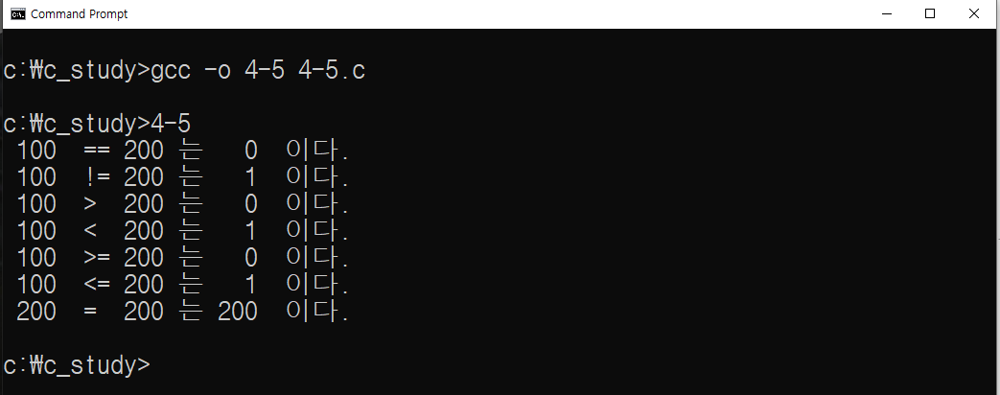 Command Prompt
c:₩c_study>gcc -o 4-5 4-5.c
c:₩c_study>4-5
100  == 200 는   0  이다.
100  != 200 는   1  이다.
100  >  200 는   0  이다.
100  <  200 는   1  이다.
100  >= 200 는   0  이다.
100  <= 200 는   1  이다.
200  =  200 는 200  이다.
c:₩c_study>